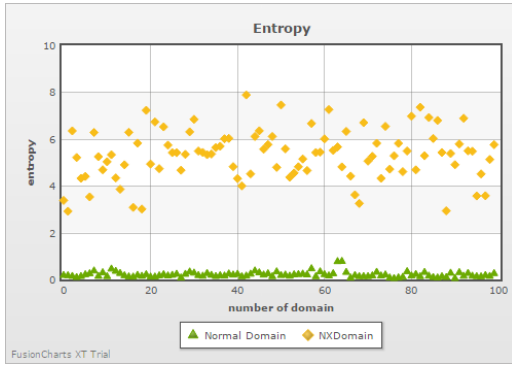 Entropy
10
8
6
4
2
0
entropy
0 20 40 60 80 100
number of domain
Normal Domain NXDomain
FusionCharts XT Trial